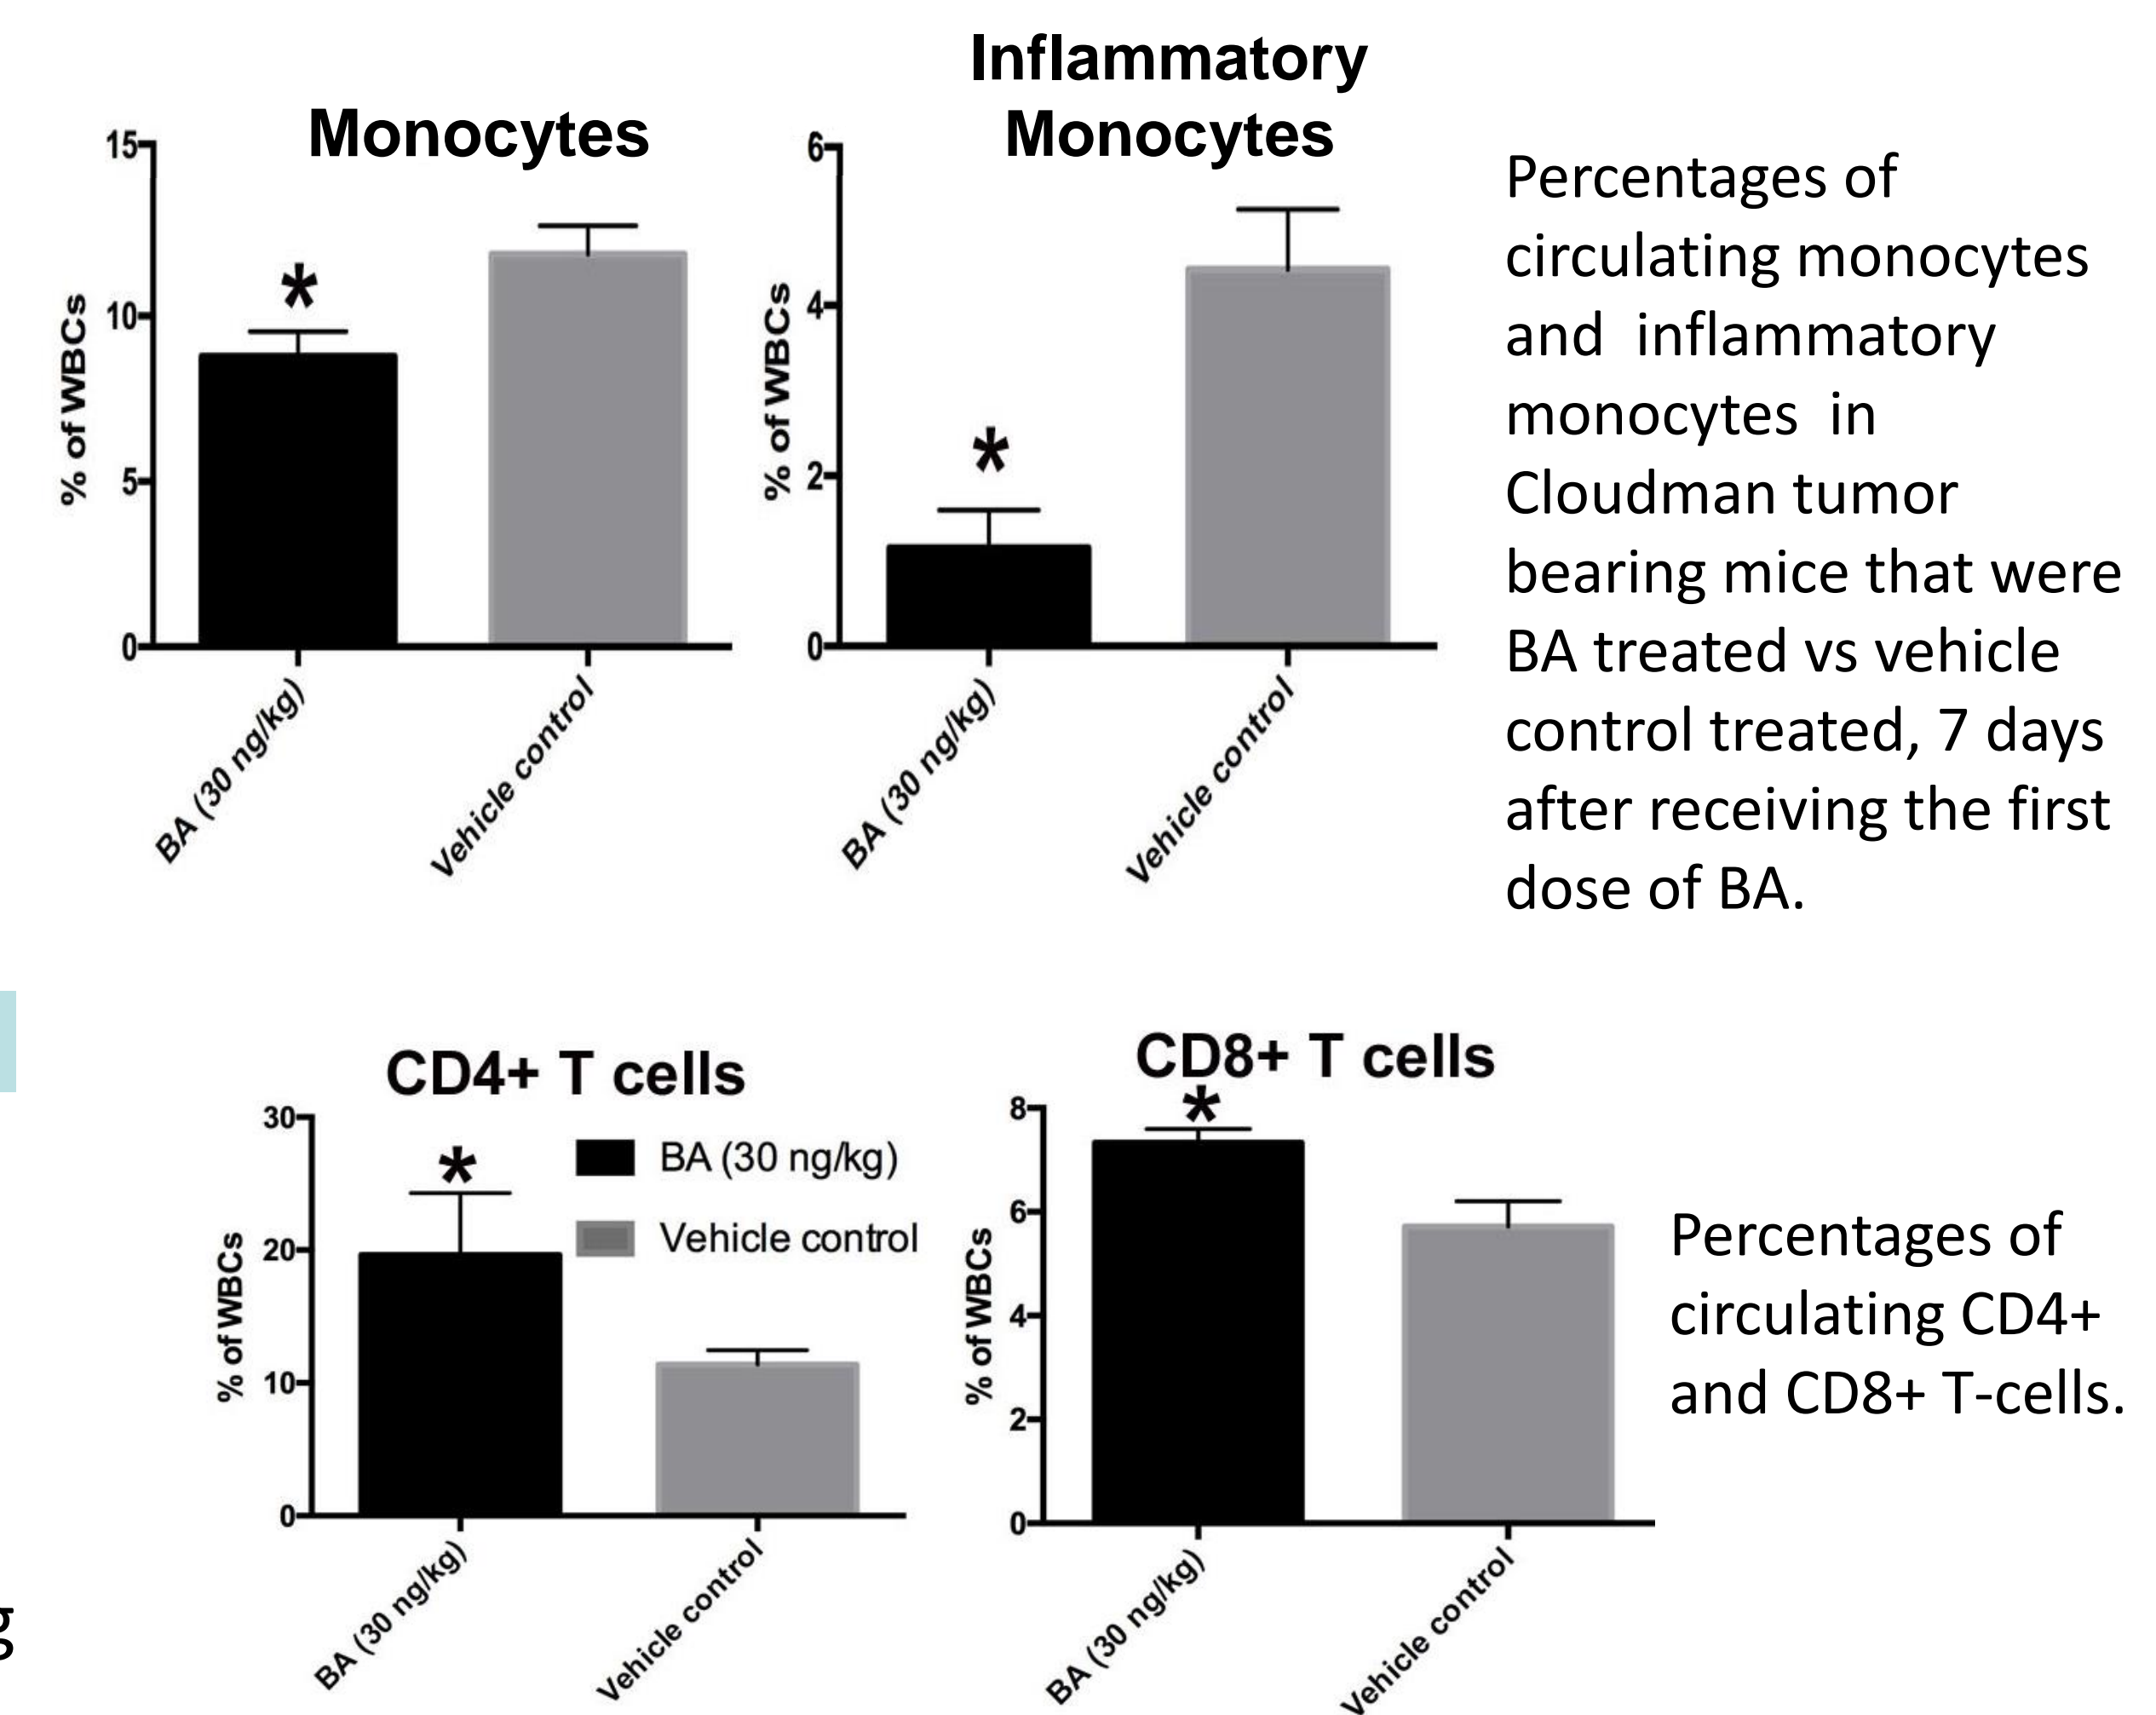 Monocytes
15
10
5
0
% of WBCs
*
BA (30 ng/kg)
Vehicle control
Inflammatory
Monocytes
6
4
2
0
% of WBCs
*
BA (30 ng/kg)
Vehicle control
Percentages of
circulating monocytes
and inflammatory
monocytes in
Cloudman tumor
bearing mice that were
BA treated vs vehicle
control treated, 7 days
after receiving the first
dose of BA.
CD4+ T cells
30
20
10
0
% of WBCs
*
BA (30 ng/kg)
Vehicle control
BA (30 ng/kg)
Vehicle control
CD8+ T cells
8
6
4
2
0
% of WBCs
*
BA (30 ng/kg)
Vehicle control
Percentages of
circulating CD4+
and CD8+ T-cells.
g